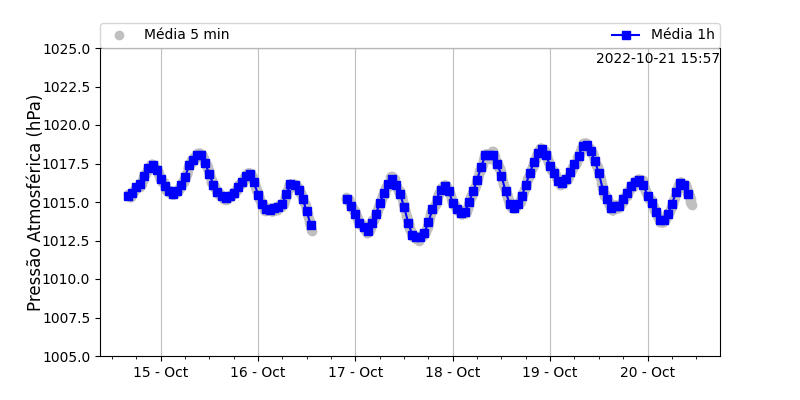 Média 5 min
Média 1h
2022-10-21 15:57
Pressão Atmosférica (hPa)
1025.0
1022.5
1020.0
1017.5
1015.0
1012.5
1010.0
1007.5
1005.0
15 - Oct
16 - Oct
17 - Oct
18 - Oct
19 - Oct
20 - Oct